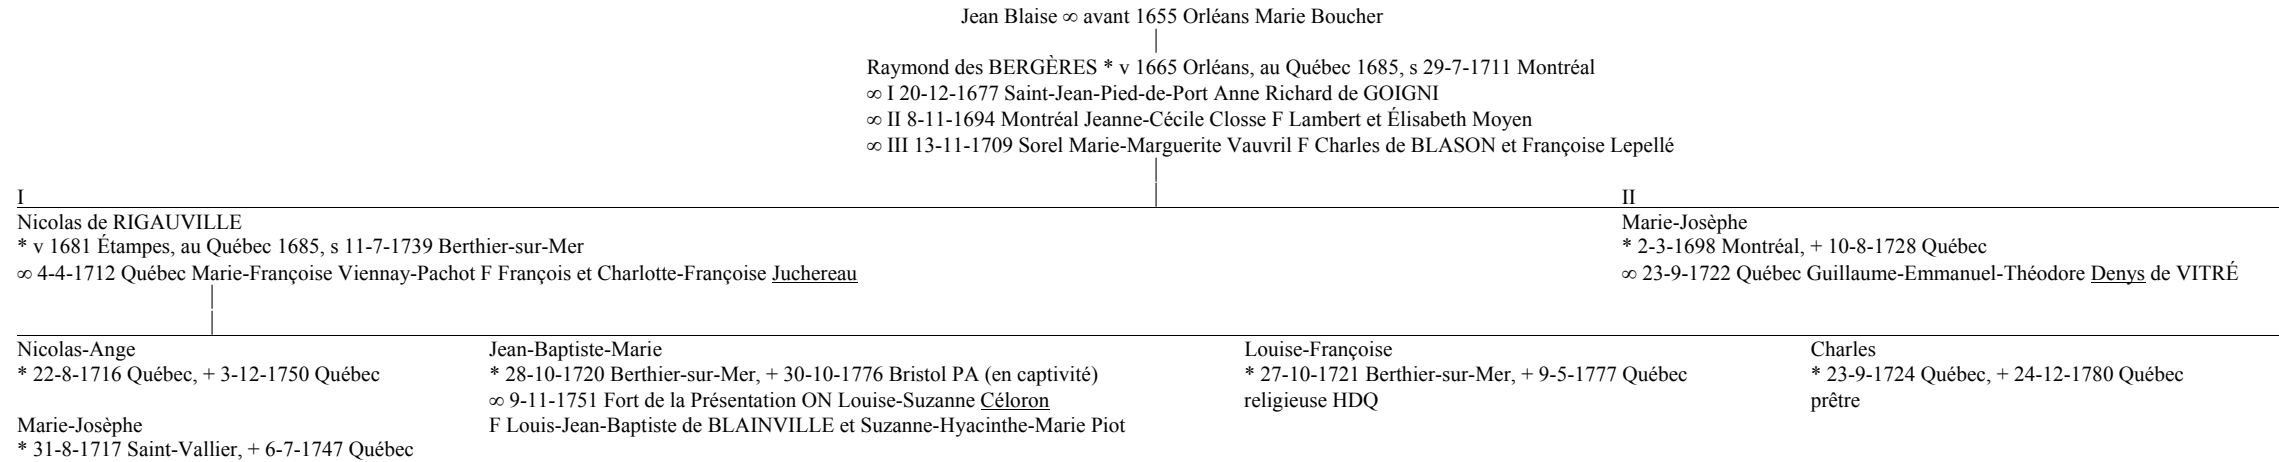 Jean Blaise ∞ avant 1655 Orléans Marie Boucher
Raymond des BERGÈRES * v 1665 Orléans, au Québec 1685, s 29-7-1711 Montréal
∞ I 20-12-1677 Saint-Jean-Pied-de-Port Anne Richard de GOIGNI
∞ II 8-11-1694 Montréal Jeanne-Cécile Closse F Lambert et Élisabeth Moyen
∞ III 13-11-1709 Sorel Marie-Marguerite Vauvril F Charles de BLASON et Françoise Lepellé
I
Nicolas de RIGAUVILLE
* v 1681 Étampes, au Québec 1685, s 11-7-1739 Berthier-sur-Mer
∞ 4-4-1712 Québec Marie-Françoise Viennay-Pachot F François et Charlotte-Françoise Juchereau
II
Marie-Josèphe
* 2-3-1698 Montréal, + 10-8-1728 Québec
∞ 23-9-1722 Québec Guillaume-Emmanuel-Théodore Denys de VITRÉ
Nicolas-Ange
* 22-8-1716 Québec, + 3-12-1750 Québec
Marie-Josèphe
* 31-8-1717 Saint-Vallier, + 6-7-1747 Québec
Jean-Baptiste-Marie
* 28-10-1720 Berthier-sur-Mer, + 30-10-1776 Bristol PA (en captivité)
∞ 9-11-1751 Fort de la Présentation ON Louise-Suzanne Céloron
F Louis-Jean-Baptiste de BLAINVILLE et Suzanne-Hyacinthe-Marie Piot
Louise-Françoise
* 27-10-1721 Berthier-sur-Mer, + 9-5-1777 Québec
religieuse HDQ
Charles
* 23-9-1724 Québec, + 24-12-1780 Québec
prêtre